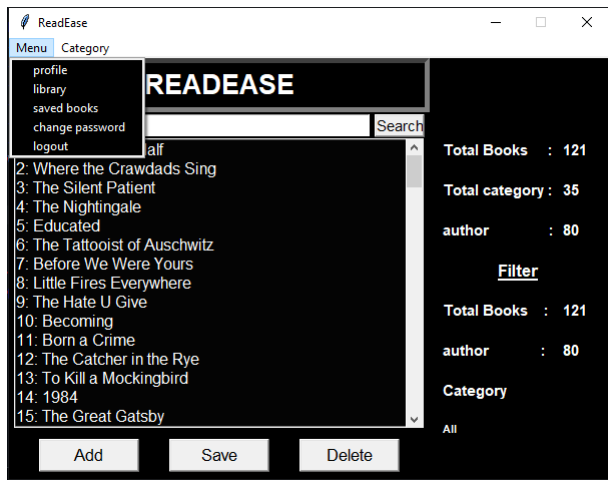 ReadEase
Menu Category
profile
library
saved books
change password
logout
READEASE
Search
alf
2: Where the Crawdads Sing
3: The Silent Patient
4: The Nightingale
5: Educated
6: The Tattooist of Auschwitz
7: Before We Were Yours
8: Little Fires Everywhere
9: The Hate U Give
10: Becoming
11: Born a Crime
12: The Catcher in the Rye
13: To Kill a Mockingbird
14: 1984
15: The Great Gatsby
Add Save Delete
Total Books : 121
Total category : 35
author : 80
Filter
Total Books : 121
author : 80
Category
All